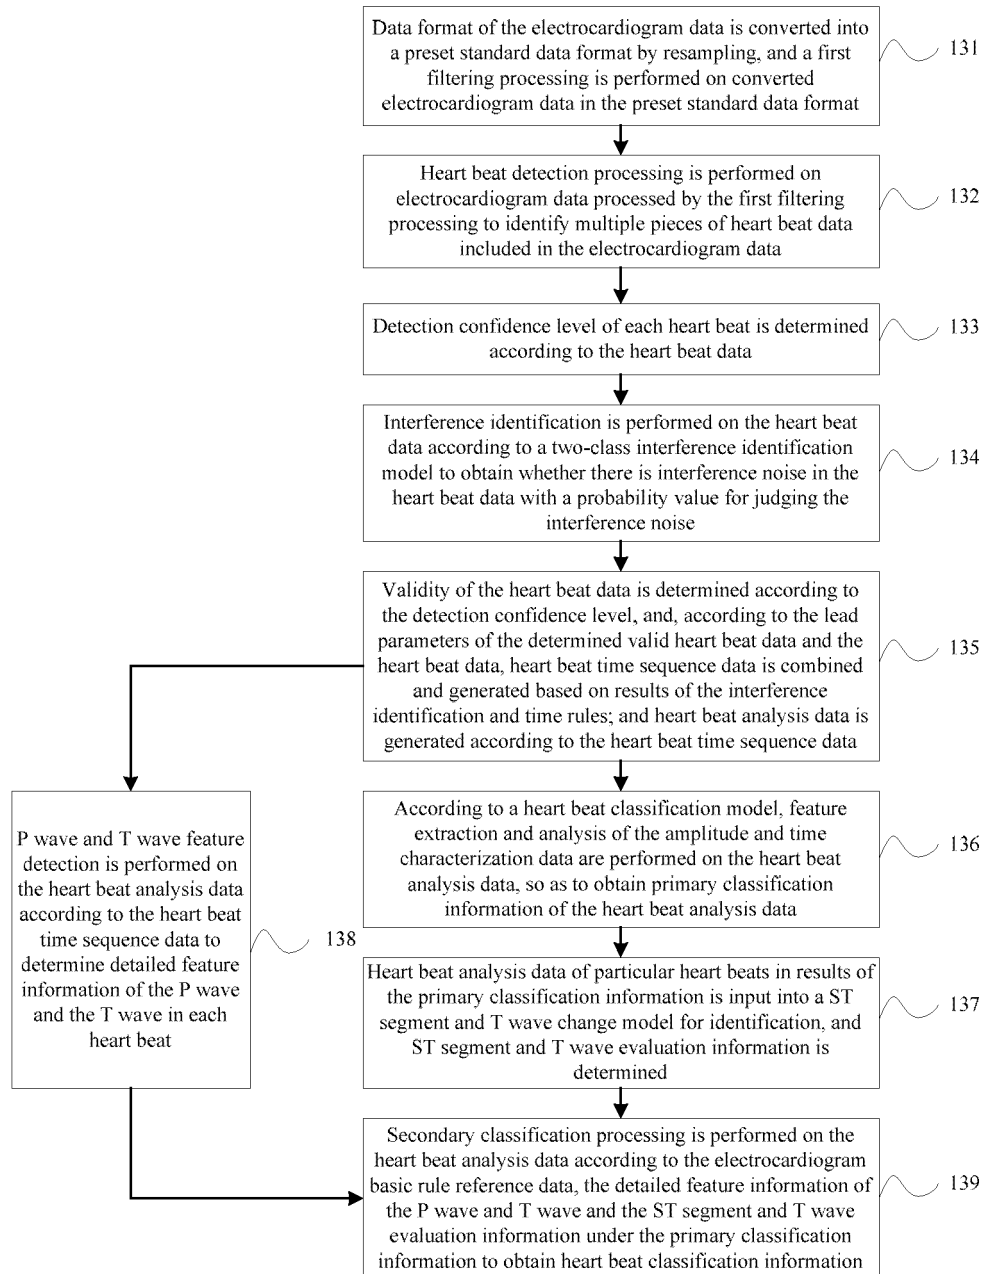 Data format of the electrocardiogram data is converted into
a preset standard data format by resampling, and a first
filtering processing is performed on converted
electrocardiogram data in the preset standard data format
131
Heart beat detection processing is performed on
electrocardiogram data processed by the first filtering
processing to identify multiple pieces of heart beat data
included in the electrocardiogram data
132
Detection confidence level of each heart beat is determined
according to the heart beat data
133
Interference identification is performed on the heart beat
data according to a two-class interference identification
model to obtain whether there is interference noise in the
heart beat data with a probability value for judging the
interference noise
134
Validity of the heart beat data is determined according to
the detection confidence level, and, according to the lead
parameters of the determined valid heart beat data and the
heart beat data, heart beat time sequence data is combined
and generated based on results of the interference
identification and time rules; and heart beat analysis data is
generated according to the heart beat time sequence data
135
According to a heart beat classification model, feature
extraction and analysis of the amplitude and time
characterization data are performed on the heart beat
analysis data, so as to obtain primary classification
information of the heart beat analysis data
136
P wave and T wave feature
detection is performed on
the heart beat analysis data
according to the heart beat
time sequence data to
determine detailed feature
information of the P wave
and the T wave in each
heart beat
138
Heart beat analysis data of particular heart beats in results of
the primary classification information is input into a ST
segment and T wave change model for identification, and
ST segment and T wave evaluation information is
determined
137
Secondary classification processing is performed on the
heart beat analysis data according to the electrocardiogram
basic rule reference data, the detailed feature information of
the P wave and T wave and the ST segment and T wave
evaluation information under the primary classification
information to obtain heart beat classification information
139